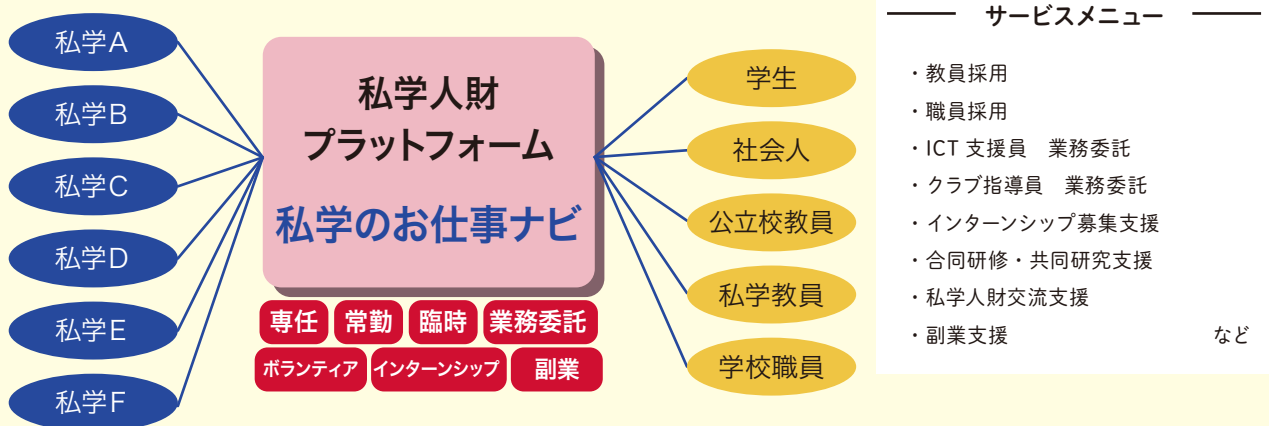 私学A
私学B
私学C
私学D
私学E
私学F
私学人財
プラットフォーム
私学のお仕事ナビ
専任 常勤 臨時 業務委託
ボランティア インターンシップ 副業
学生
社会人
公立校教員
私学教員
学校職員
サービスメニュー
・教員採用
・職員採用
・ICT 支援員　業務委託
・クラブ指導員　業務委託
・インターンシップ募集支援
・合同研修・共同研究支援
・私学人財交流支援
・副業支援　など